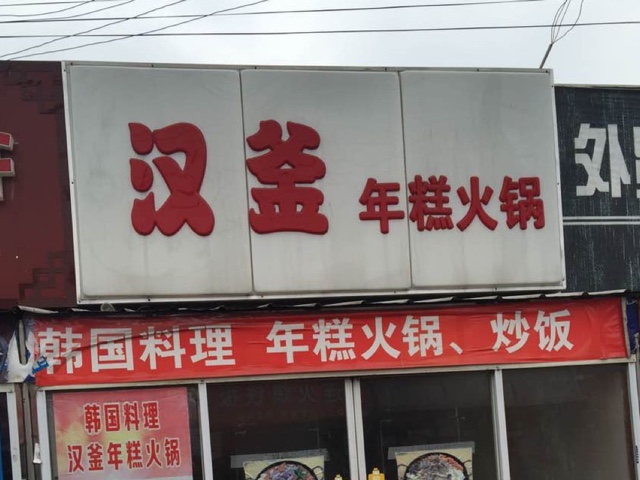 汉釜 年糕火锅
外
韩国料理 年糕火锅、炒饭
韩国料理
汉釜年糕火锅